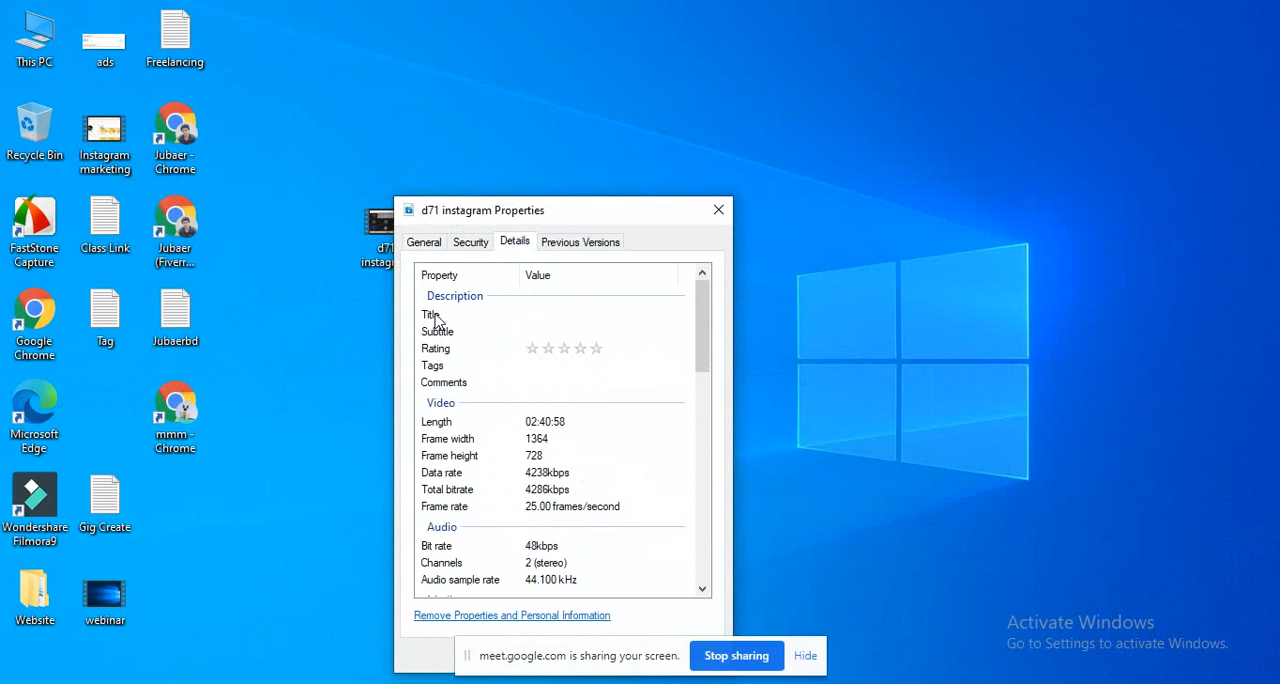 This PC
ads
Freelancing
Recycle Bin
Instagram
marketing
Jubaer -
Chrome
FastStone
Capture
Class Link
Jubaer
(Fiverr...
Google
Chrome
Tag
Jubaerbd
Microsoft
Edge
mmm -
Chrome
Wondershare
Filmora9
Gig Create
Website
webinar
d71
instag
d71 instagram Properties
General Security Details Previous Versions
Property Value
Description
Title
Subtitle
Rating
Tags
Comments
Video
Length 02:40:58
Frame width 1364
Frame height 728
Data rate 4238kbps
Total bitrate 4286kbps
Frame rate 25.00 frames/second
Audio
Bit rate 48kbps
Channels 2 (stereo)
Audio sample rate 44.100 kHz
Remove Properties and Personal Information
meet.google.com is sharing your screen. Stop sharing Hide
Activate Windows
Go to Settings to activate Windows.